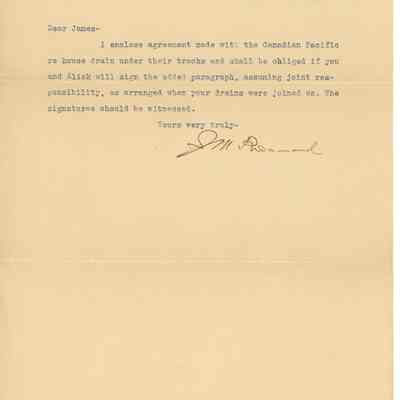 Dear James-
I enclose agreement made with the Canadian Pacific
re house drain under their tracks and shall be obliged if you
and Alick will sign the added paragraph, assuming joint res-
ponsibility, as arranged when your drains were joined on. The
signatures should be witnessed.
Yours very truly-
J M Rosamond